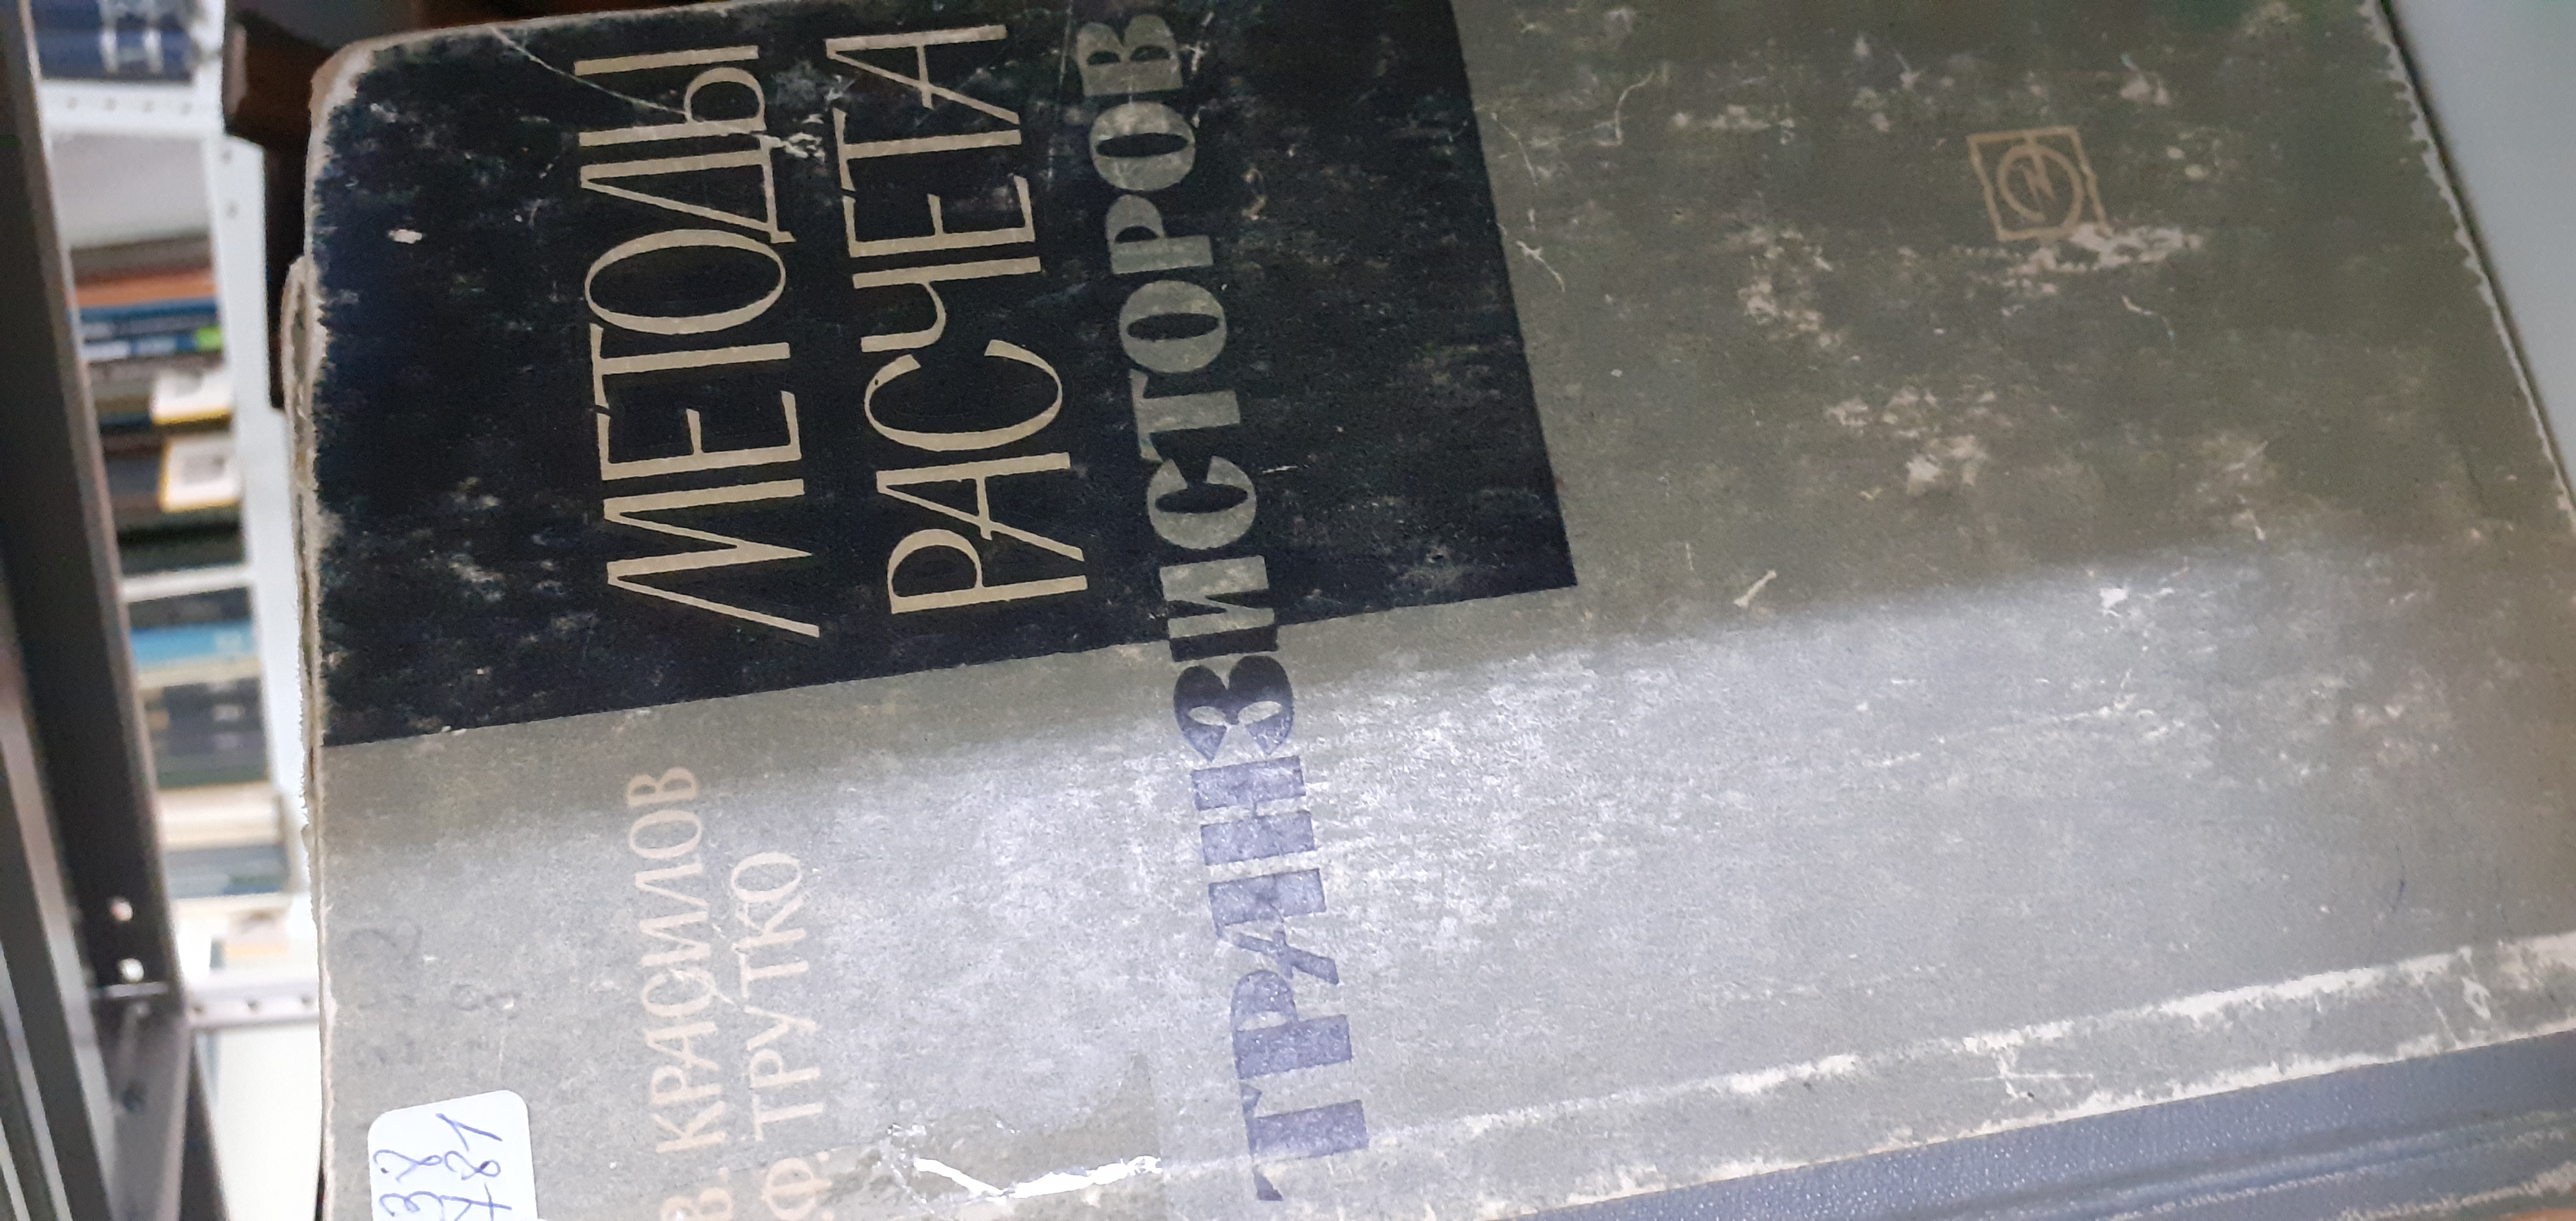 В. КРАСИЛОВ
Ф. ТРУТКО
МЕТОДЫ
РАСЧЕТА
ТРАНЗИСТОРОВ